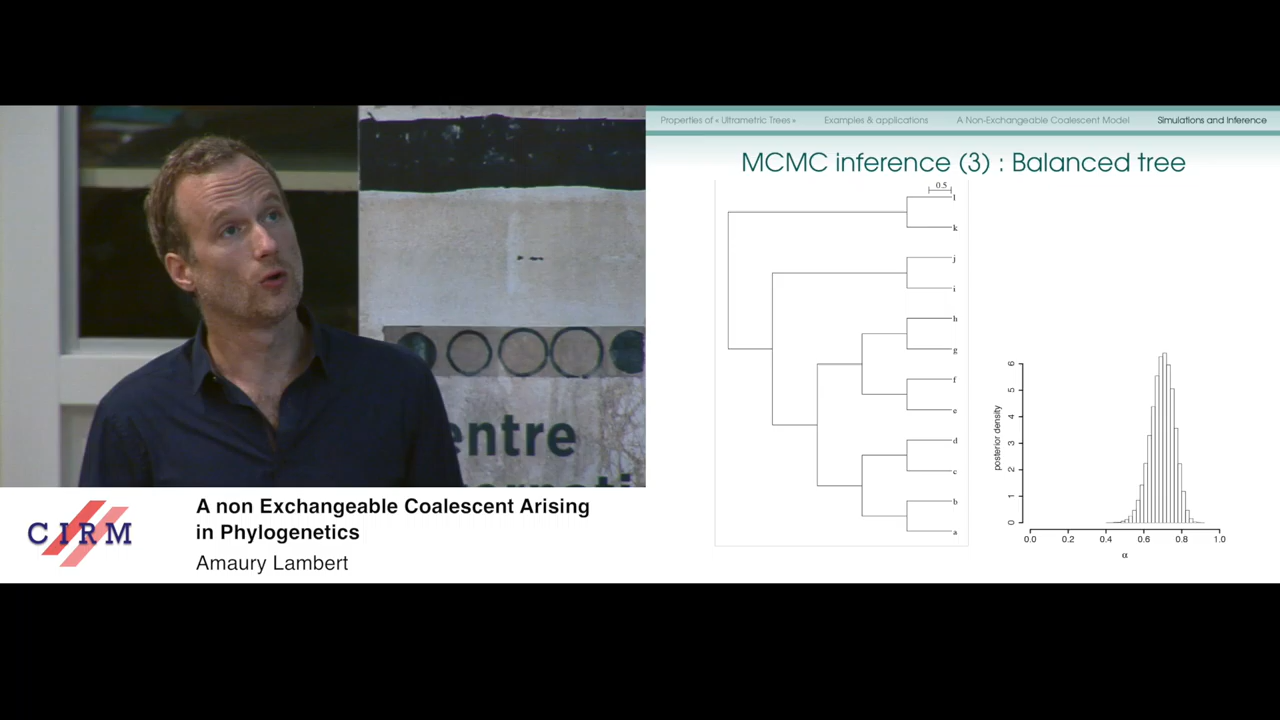 Properties of « Ultrametric Trees »
Examples & applications
A Non-Exchangeable Coalescent Model
Simulations and Inference
MCMC inference (3) : Balanced tree
0.5
l
k
j
i
h
g
f
e
d
c
b
a
posterior density
0 1 2 3 4 5 6
0.0 0.2 0.4 0.6 0.8 1.0
α
entre
CIRM
A non Exchangeable Coalescent Arising
in Phylogenetics
Amaury Lambert